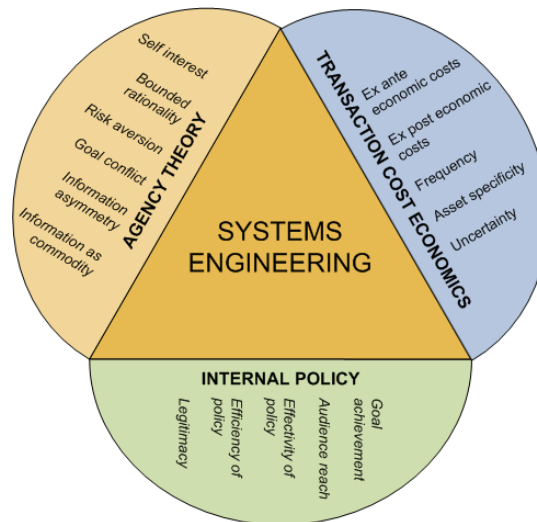 Self interest
Bounded
rationality
Risk aversion
Goal conflict
Information
asymmetry
Information as
commodity
AGENCY THEORY
TRANSACTION COST ECONOMICS
Ex ante
economic costs
Ex post economic
costs
Frequency
Asset specificity
Uncertainty
SYSTEMS
ENGINEERING
INTERNAL POLICY
Legitimacy
Efficiency of
policy
Effectivity of
policy
Audience reach
Goal
achievement